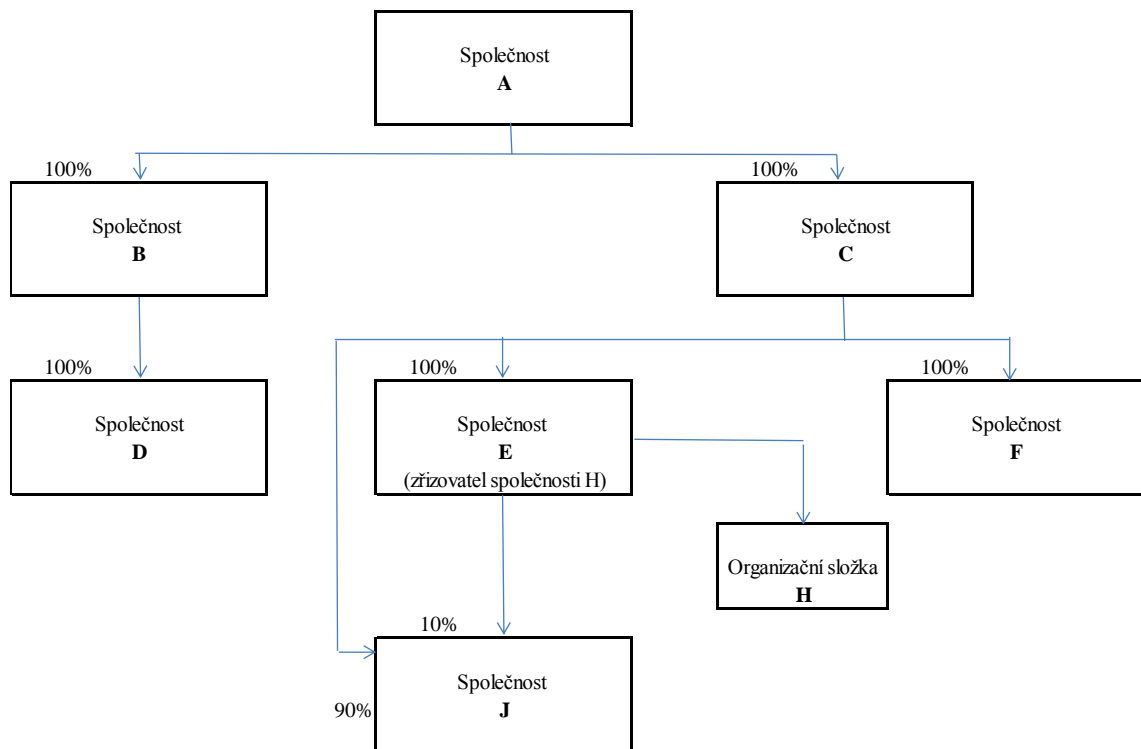 Společnost
A
100%
100%
Společnost
B
Společnost
C
100%
100%
100%
Společnost
D
Společnost
E
(zřizovatel společnosti H)
Společnost
F
Organizační složka
H
10%
Společnost
J
90%